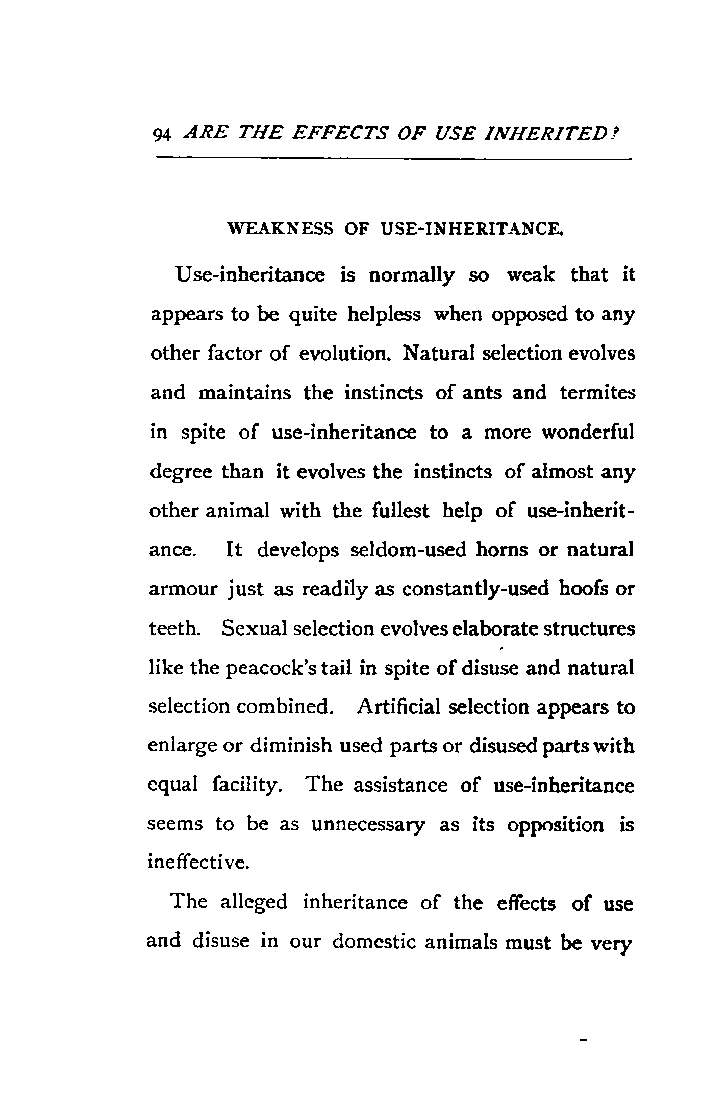 94 ARE THE EFFECTS OF USE INHERITED?
WEAKNESS OF USE-INHERITANCE.
Use-inheritance is normally so weak that it
appears to be quite helpless when opposed to any
other factor of evolution. Natural selection evolves
and maintains the instincts of ants and termites
in spite of use-inheritance to a more wonderful
degree than it evolves the instincts of almost any
other animal with the fullest help of use-inherit-
ance. It develops seldom-used horns or natural
armour just as readily as constantly-used hoofs or
teeth. Sexual selection evolves elaborate structures
like the peacock's tail in spite of disuse and natural
selection combined. Artificial selection appears to
enlarge or diminish used parts or disused parts with
equal facility. The assistance of use-inheritance
seems to be as unnecessary as its opposition is
ineffective.
The alleged inheritance of the effects of use
and disuse in our domestic animals must be very